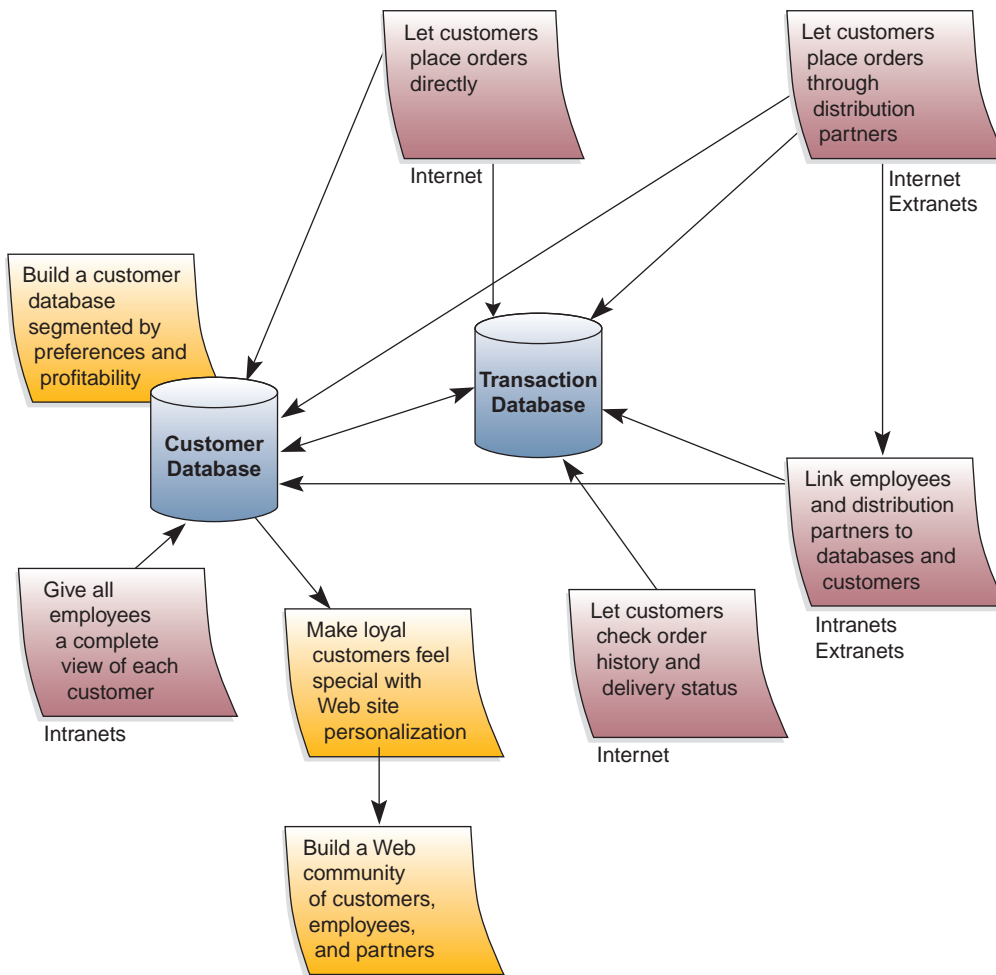 Let customers
place orders
directly
Internet
Let customers
place orders
through
distribution
partners
Internet
Extranets
Build a customer
database
segmented by
preferences and
profitability
Transaction
Database
Customer
Database
Link employees
and distribution
partners to
databases and
customers
Intranets
Extranets
Give all
employees
a complete
view of each
customer
Intranets
Make loyal
customers feel
special with
Web site
personalization
Let customers
check order
history and
delivery status
Internet
Build a Web
community
of customers,
employees,
and partners